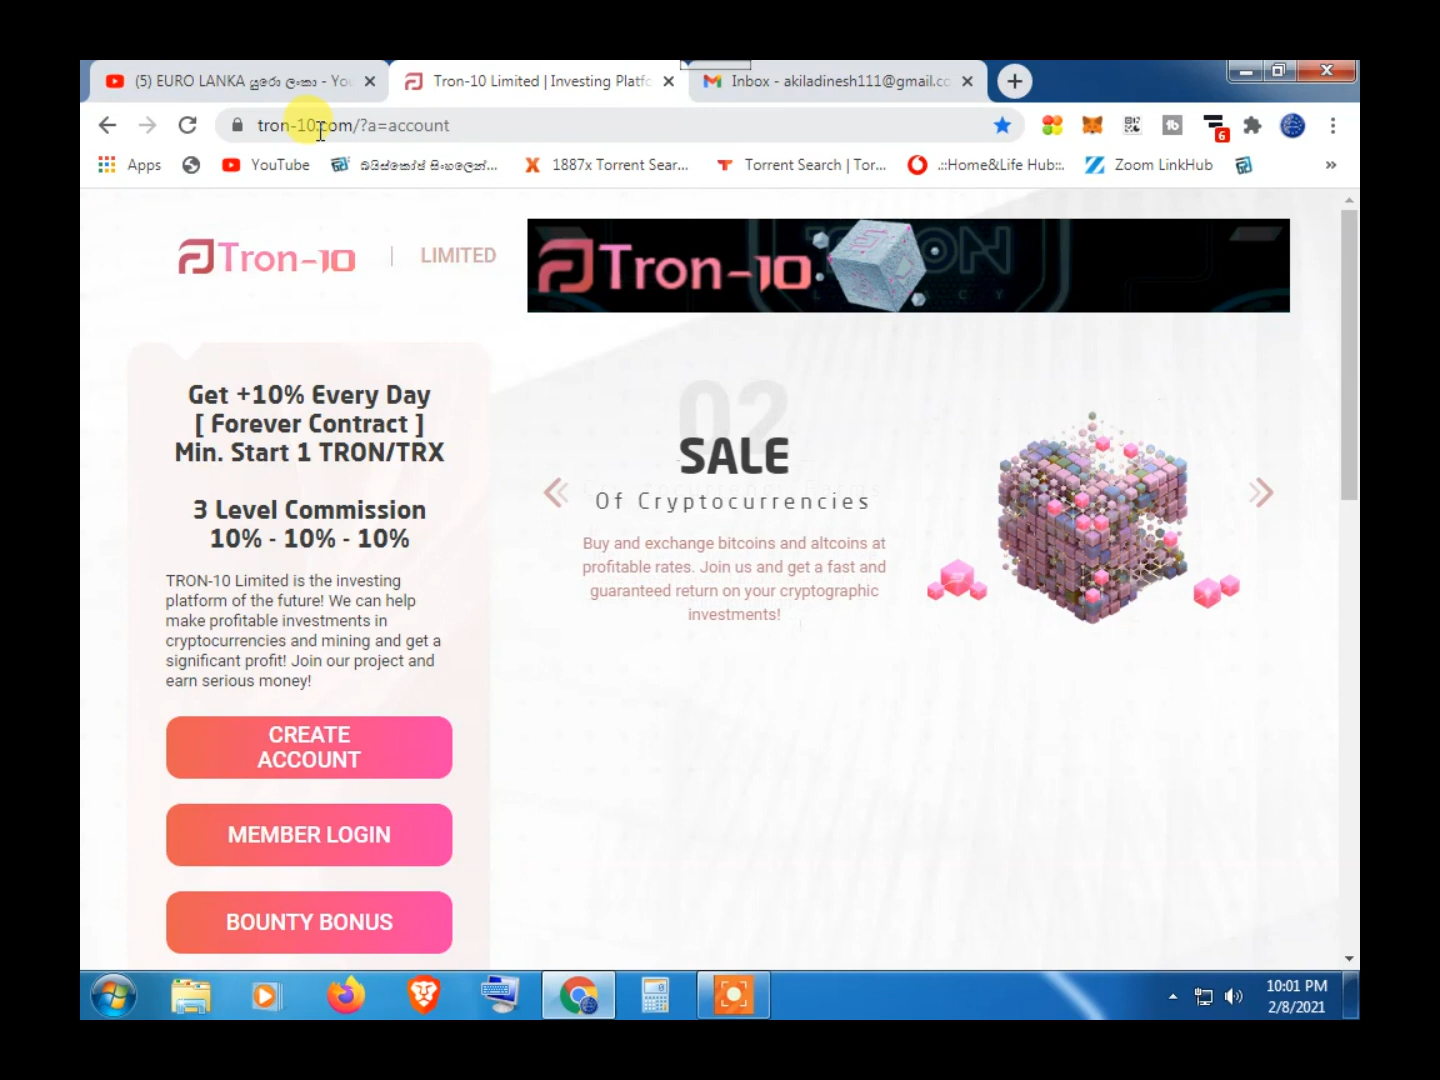 (5) EURO LANKA යුරෝ ලංකා - You
Tron-10 Limited | Investing Platfo
Inbox - akiladinesh111@gmail.co
tron-10.com/?a=account
6
Apps
YouTube
1887x Torrent Sear...
Torrent Search | Tor...
.::Home&Life Hub::.
Zoom LinkHub
»
Tron-10 | LIMITED
Tron-10
TRON
Get +10% Every Day
[ Forever Contract ]
Min. Start 1 TRON/TRX
3 Level Commission
10% - 10% - 10%
TRON-10 Limited is the investing
platform of the future! We can help
make profitable investments in
cryptocurrencies and mining and get a
significant profit! Join our project and
earn serious money!
CREATE
ACCOUNT
MEMBER LOGIN
BOUNTY BONUS
02
SALE
Of Cryptocurrencies
Buy and exchange bitcoins and altcoins at
profitable rates. Join us and get a fast and
guaranteed return on your cryptographic
investments!
10:01 PM
2/8/2021